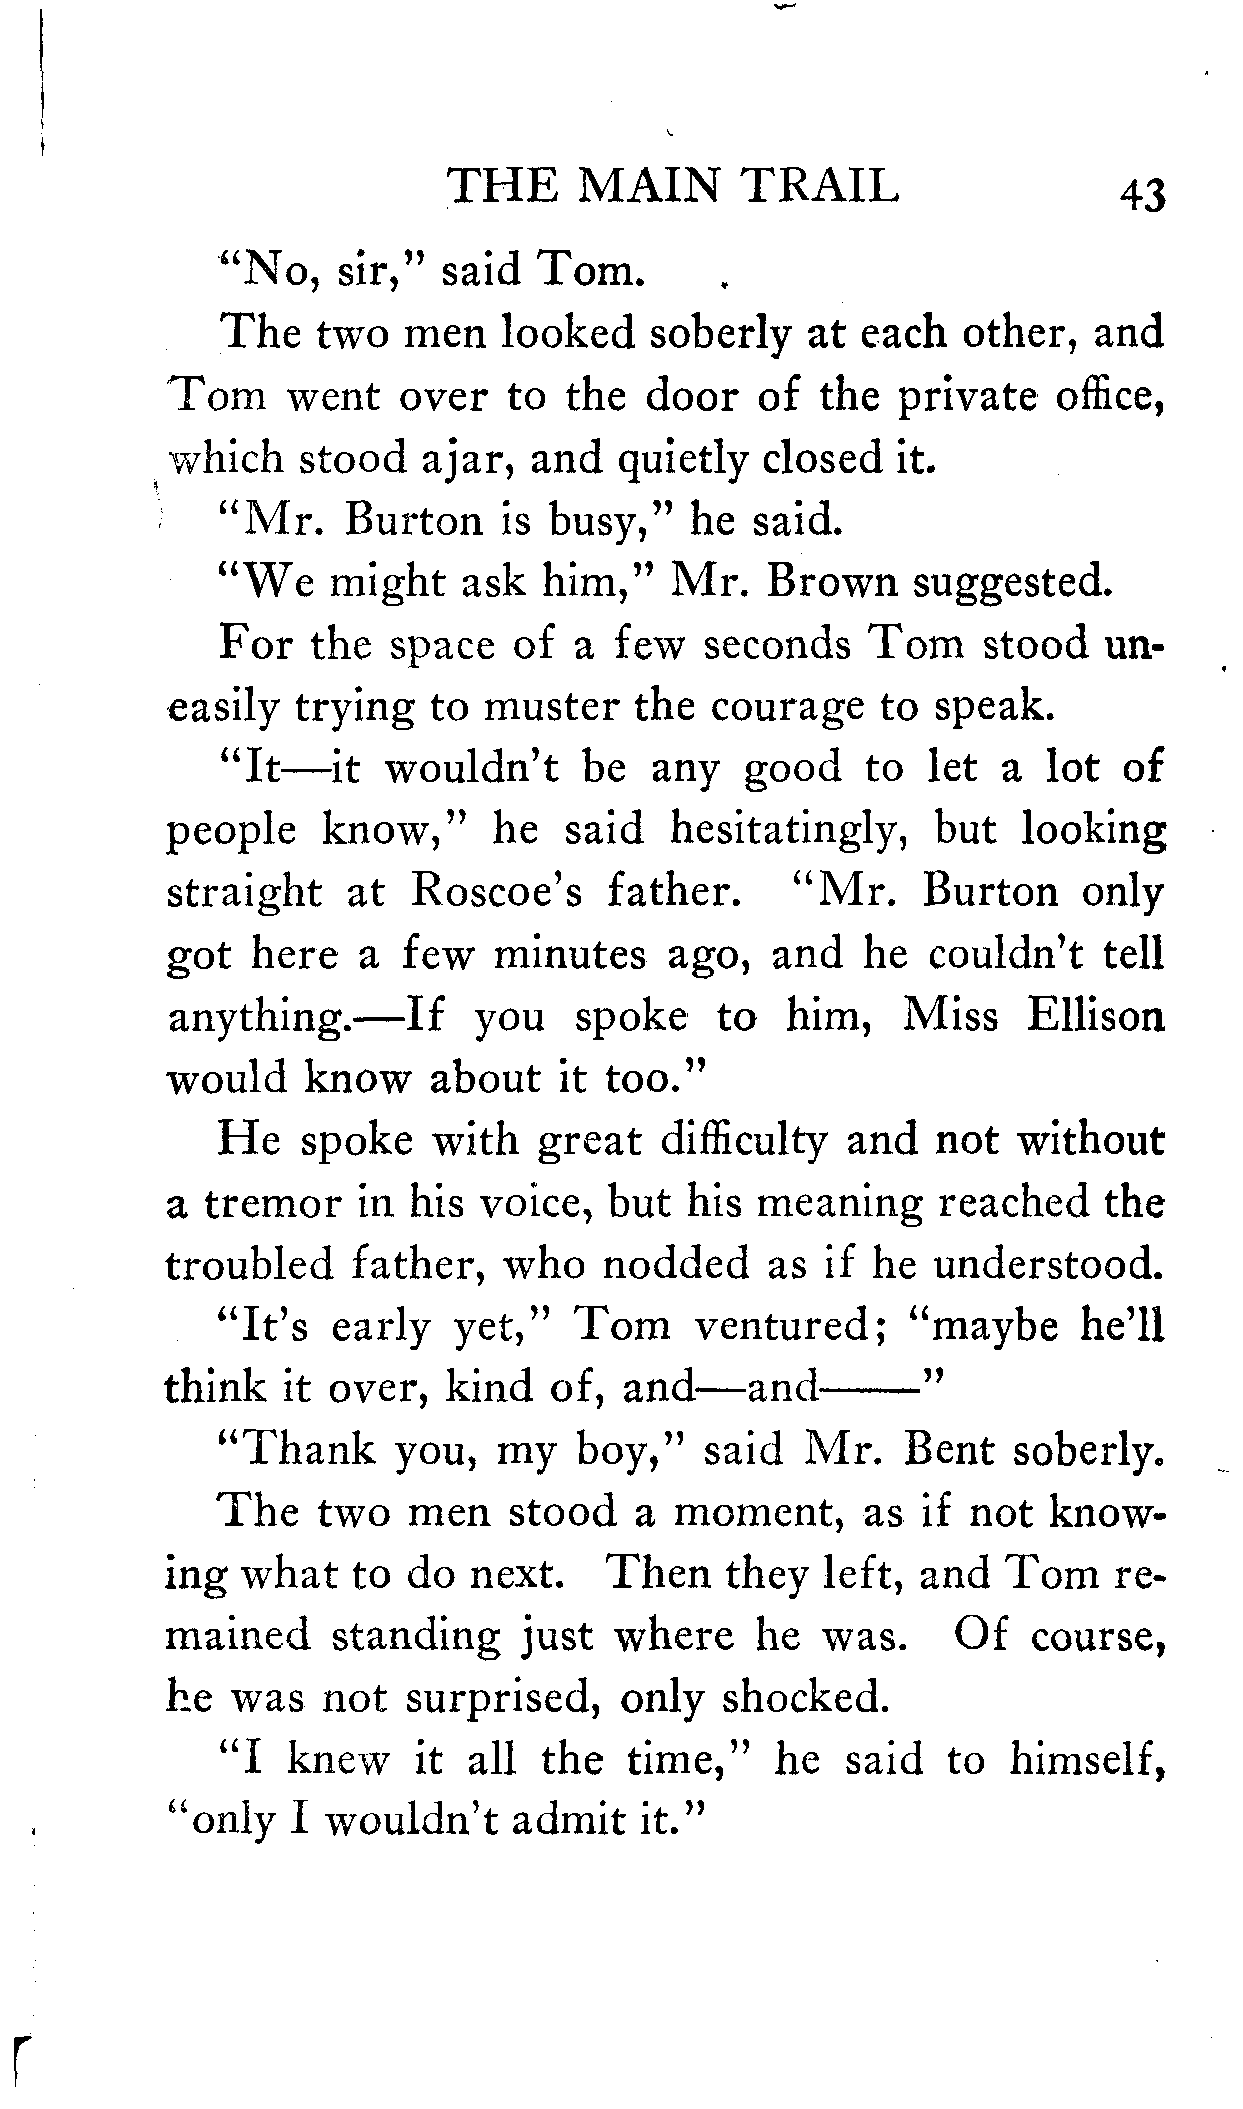 THE MAIN TRAIL 43
"No, sir," said Tom.
The two men looked soberly at each other, and
Tom went over to the door of the private office,
which stood ajar, and quietly closed it.
"Mr. Burton is busy," he said.
"We might ask him," Mr. Brown suggested.
For the space of a few seconds Tom stood un-
easily trying to muster the courage to speak.
"It—it wouldn't be any good to let a lot of
people know," he said hesitatingly, but looking
straight at Roscoe's father. "Mr. Burton only
got here a few minutes ago, and he couldn't tell
anything.—If you spoke to him, Miss Ellison
would know about it too."
He spoke with great difficulty and not without
a tremor in his voice, but his meaning reached the
troubled father, who nodded as if he understood.
"It's early yet," Tom ventured; "maybe he'll
think it over, kind of, and—and——"
"Thank you, my boy," said Mr. Bent soberly.
The two men stood a moment, as if not know-
ing what to do next. Then they left, and Tom re-
mained standing just where he was. Of course,
he was not surprised, only shocked.
"I knew it all the time," he said to himself,
"only I wouldn't admit it."